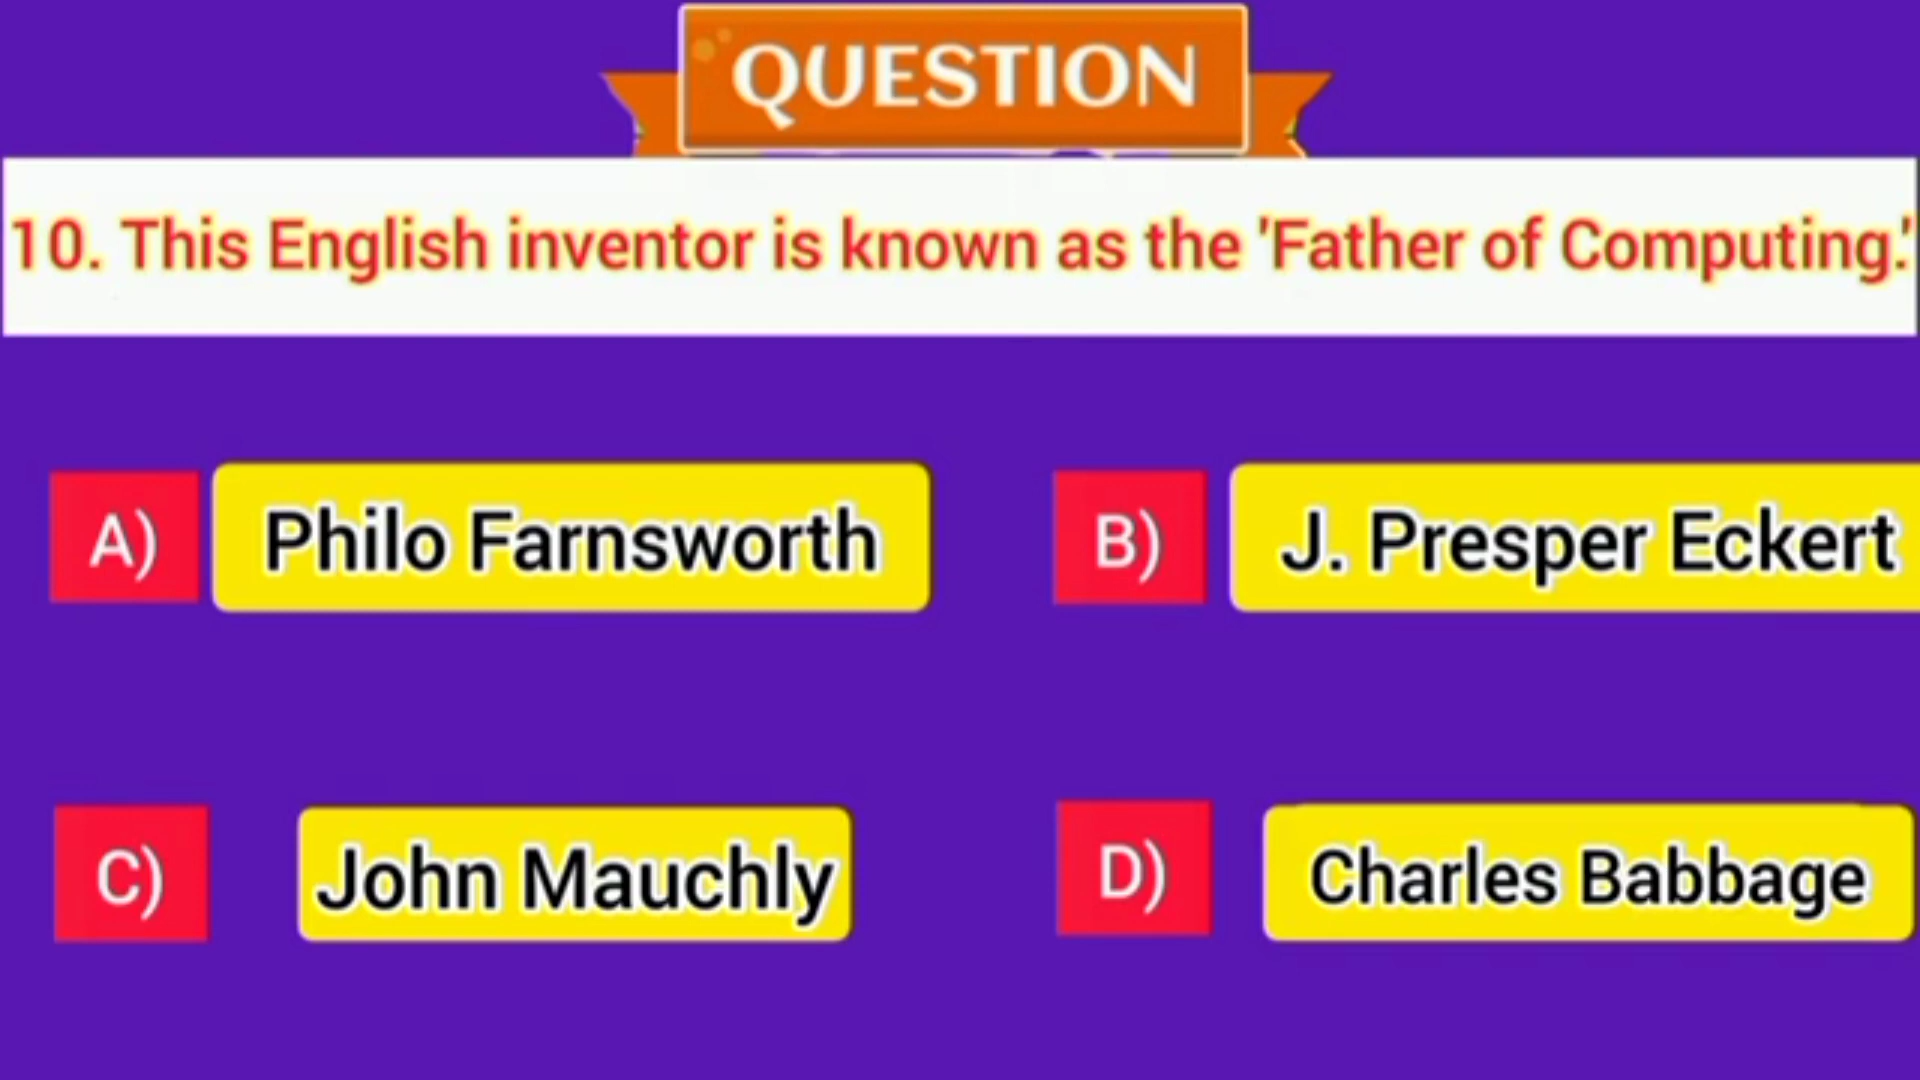 QUESTION
10. This English inventor is known as the 'Father of Computing.'
A) Philo Farnsworth
B) J. Presper Eckert
C) John Mauchly
D) Charles Babbage